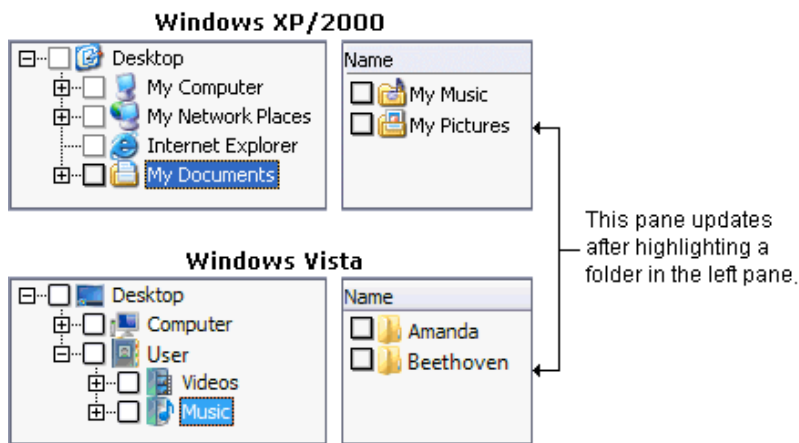 Windows XP/2000
Desktop
My Computer
My Network Places
Internet Explorer
My Documents
Name
My Music
My Pictures
This pane updates
after highlighting a
folder in the left pane.
Windows Vista
Desktop
Computer
User
Videos
Music
Name
Amanda
Beethoven